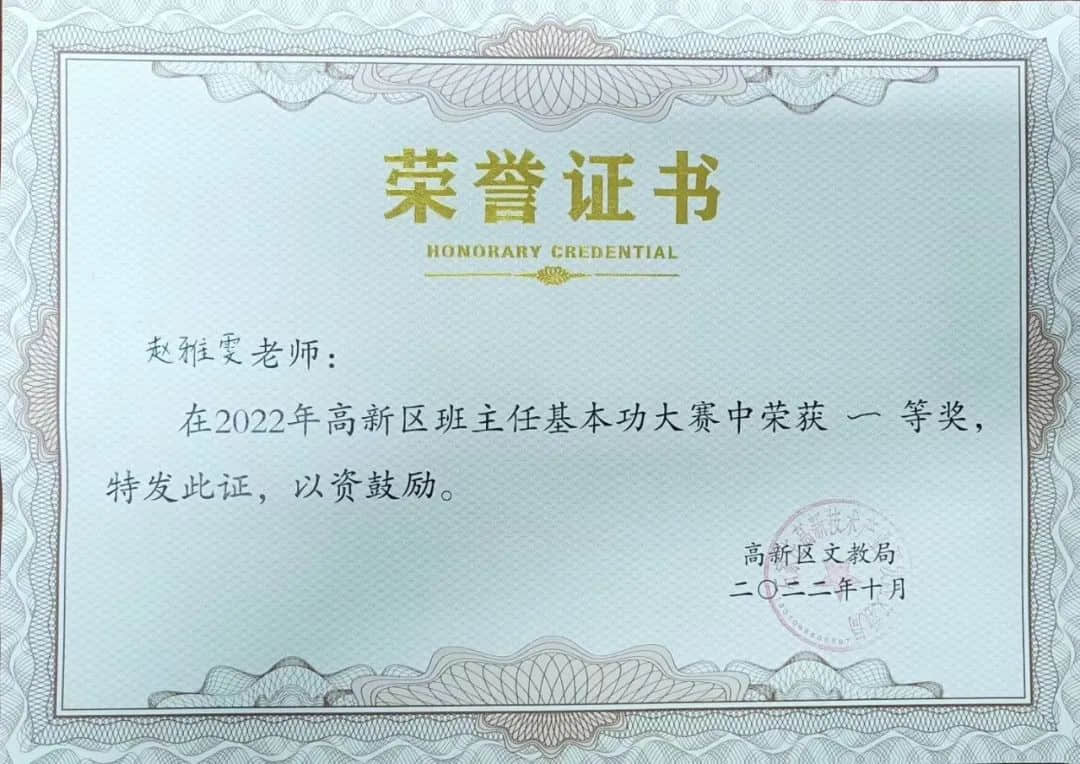 荣誉证书
HONORARY CREDENTIAL
赵雅雯老师：
在2022年高新区班主任基本功大赛中荣获 一 等奖，
特发此证，以资鼓励。
高新区文教局
二〇二二年十月